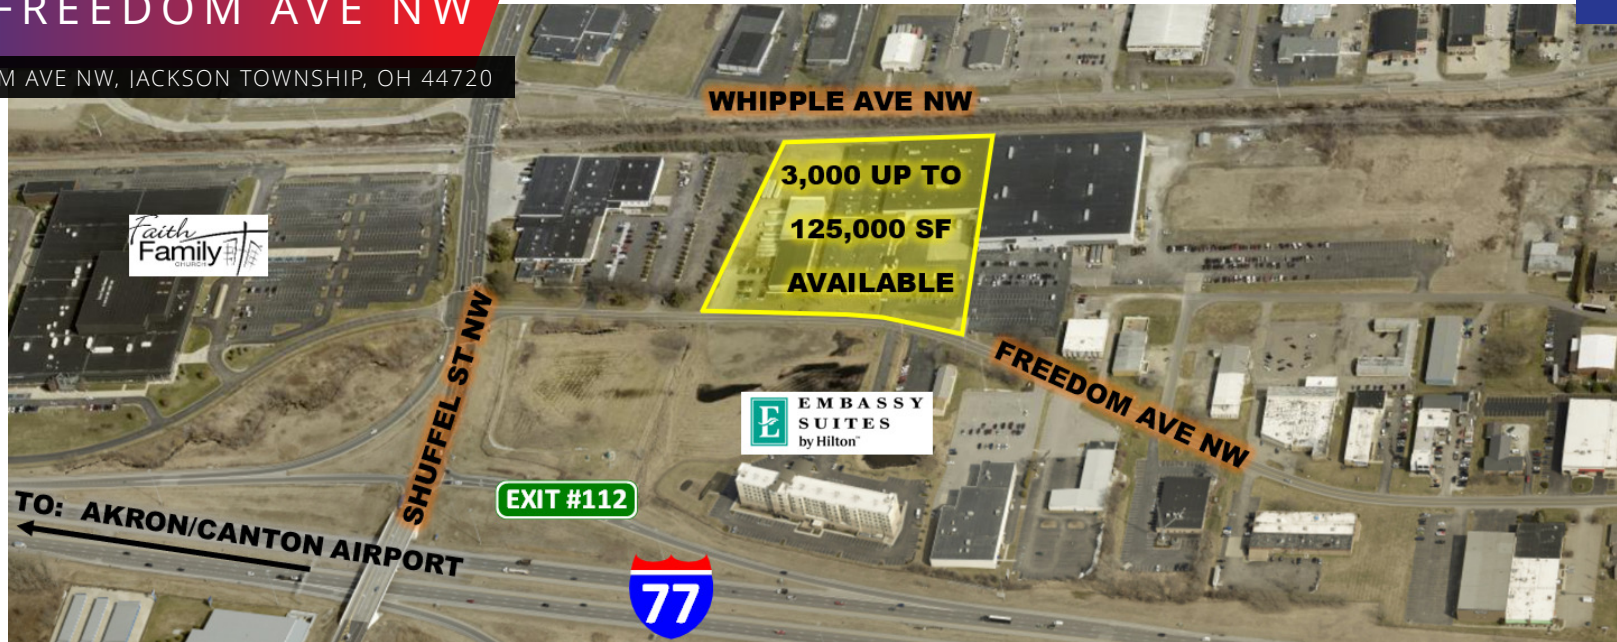 FREEDOM AVE NW
AVE NW, JACKSON TOWNSHIP, OH 44720
WHIPPLE AVE NW
3,000 UP TO
125,000 SF
AVAILABLE
Faith
Family
CHURCH
SHUFFEL ST NW
FREEDOM AVE NW
EMBASSY
SUITES
by Hilton™
EXIT #112
TO: AKRON/CANTON AIRPORT
77